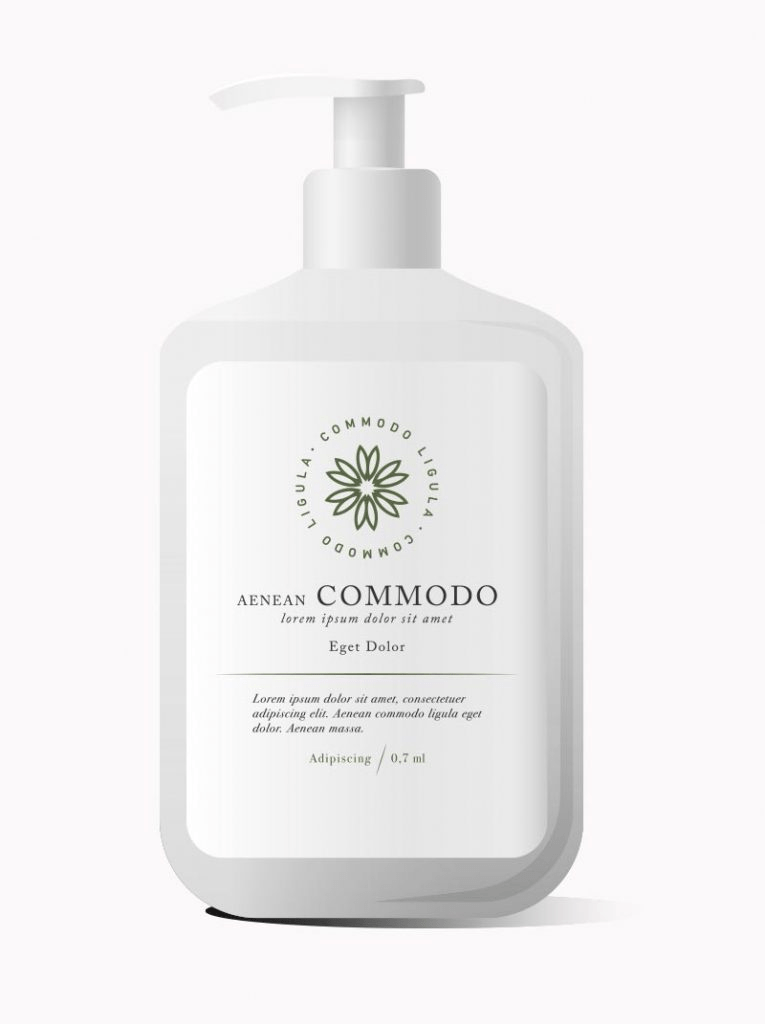 COMMODO LIGULA · COMMODO LIGULA ·
AENEAN COMMODO
lorem ipsum dolor sit amet
Eget Dolor
Lorem ipsum dolor sit amet, consectetuer
adipiscing elit. Aenean commodo ligula eget
dolor. Aenean massa.
Adipiscing / 0,7 ml